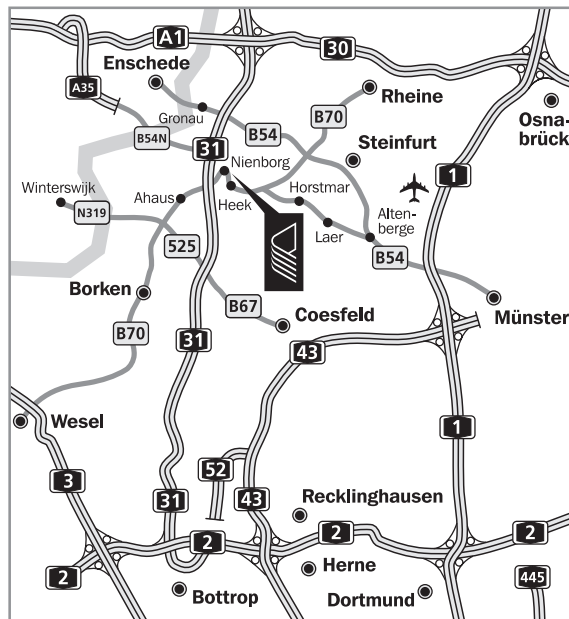 A1
30
Enschede
A35
Rheine
Gronau
B70
Osna-
brück
B54N
B54
31
Steinfurt
Nienborg
1
Winterswijk
Ahaus
Heek
Horstmar
N319
Alten-
berge
Laer
525
B54
Borken
B67
Münster
Coesfeld
B70
31
43
Wesel
1
52
3
31
43
Recklinghausen
2
2
2
2
Herne
445
Bottrop
Dortmund